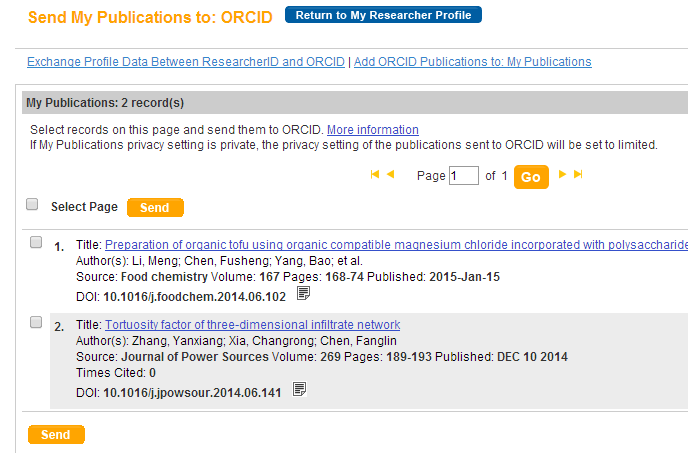 Send My Publications to: ORCID Return to My Researcher Profile
Exchange Profile Data Between ResearcherID and ORCID | Add ORCID Publications to: My Publications
My Publications: 2 record(s)
Select records on this page and send them to ORCID. More information
If My Publications privacy setting is private, the privacy setting of the publications sent to ORCID will be set to limited.
Page 1 of 1 Go
Select Page Send
1. Title: Preparation of organic tofu using organic compatible magnesium chloride incorporated with polysaccharide
Author(s): Li, Meng; Chen, Fusheng; Yang, Bao; et al.
Source: Food chemistry Volume: 167 Pages: 168-74 Published: 2015-Jan-15
DOI: 10.1016/j.foodchem.2014.06.102
2. Title: Tortuosity factor of three-dimensional infiltrate network
Author(s): Zhang, Yanxiang; Xia, Changrong; Chen, Fanglin
Source: Journal of Power Sources Volume: 269 Pages: 189-193 Published: DEC 10 2014
Times Cited: 0
DOI: 10.1016/j.jpowsour.2014.06.141
Send